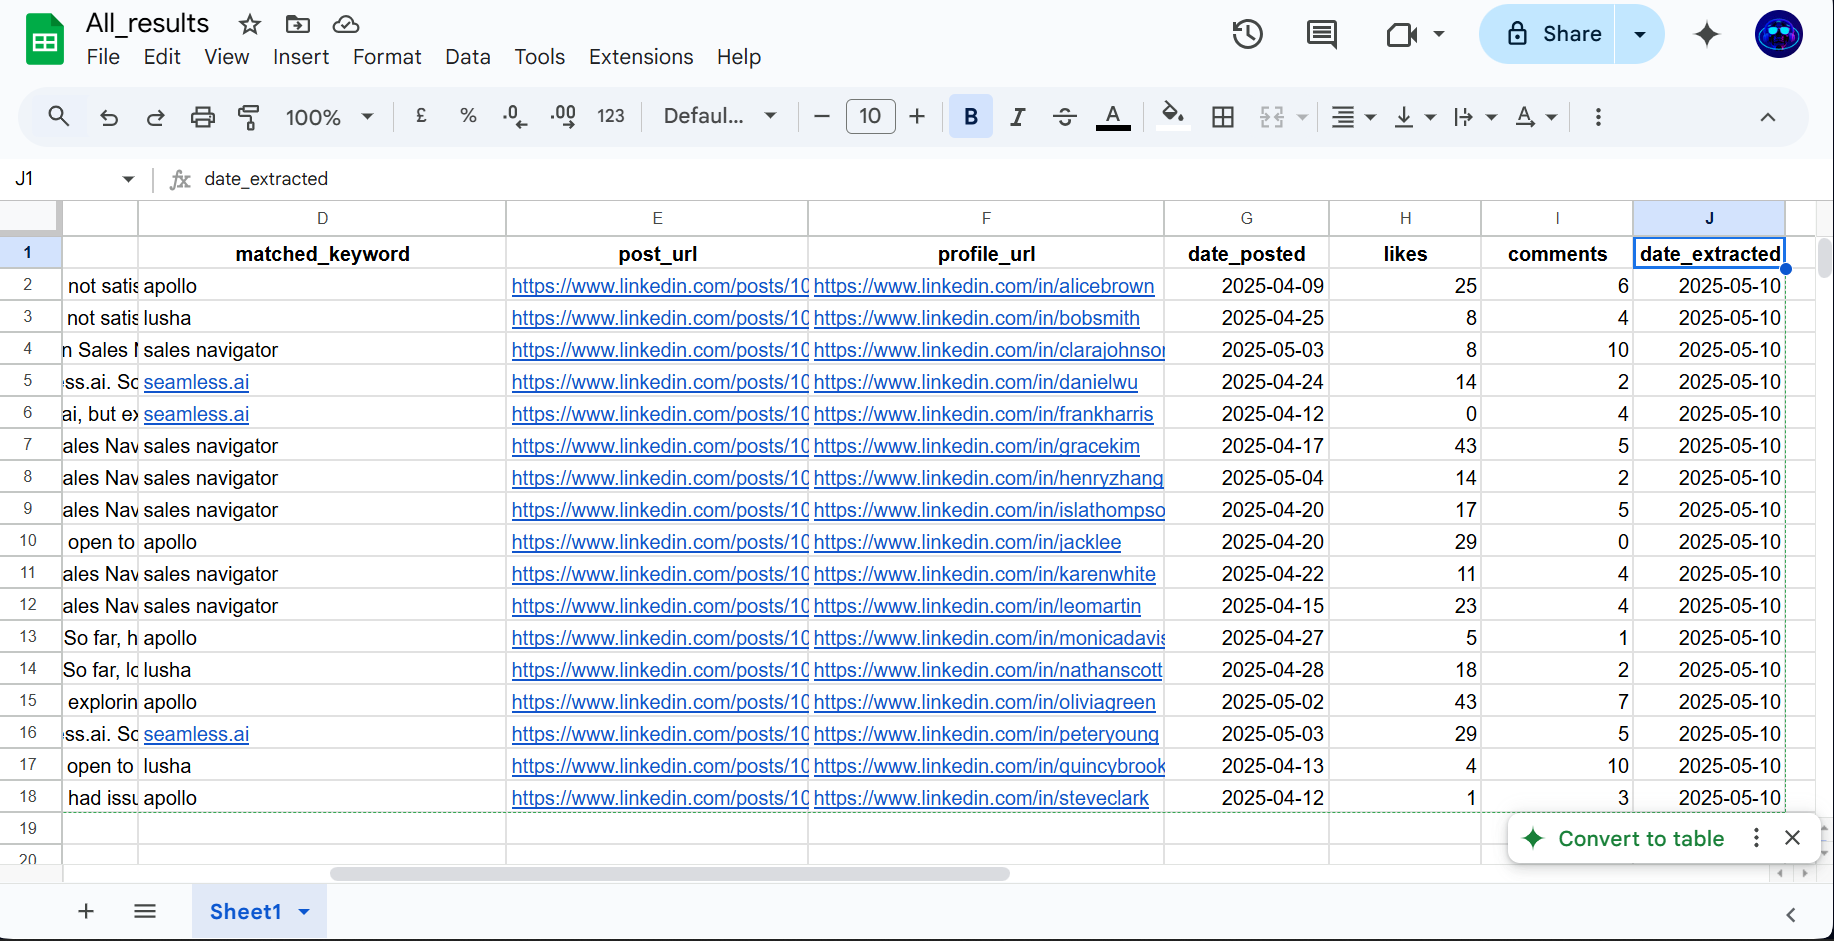 All_results
File Edit View Insert Format Data Tools Extensions Help
Share
100% £ % .0 .00 123 Defaul... 10 B I S A A
J1 fx date_extracted
D E F G H I J
1 matched_keyword post_url profile_url date_posted likes comments date_extracted
2 not satis apollo https://www.linkedin.com/posts/10 https://www.linkedin.com/in/alicebrown 2025-04-09 25 6 2025-05-10
3 not satis lusha https://www.linkedin.com/posts/10 https://www.linkedin.com/in/bobsmith 2025-04-25 8 4 2025-05-10
4 n Sales sales navigator https://www.linkedin.com/posts/10 https://www.linkedin.com/in/clarajohnson 2025-05-03 8 10 2025-05-10
5 ess.ai. So seamless.ai https://www.linkedin.com/posts/10 https://www.linkedin.com/in/danielwu 2025-04-24 14 2 2025-05-10
6 ai, but ex seamless.ai https://www.linkedin.com/posts/10 https://www.linkedin.com/in/frankharris 2025-04-12 0 4 2025-05-10
7 ales Nav sales navigator https://www.linkedin.com/posts/10 https://www.linkedin.com/in/gracekim 2025-04-17 43 5 2025-05-10
8 ales Nav sales navigator https://www.linkedin.com/posts/10 https://www.linkedin.com/in/henryzhang 2025-05-04 14 2 2025-05-10
9 ales Nav sales navigator https://www.linkedin.com/posts/10 https://www.linkedin.com/in/islathompso 2025-04-20 17 5 2025-05-10
10 open to apollo https://www.linkedin.com/posts/10 https://www.linkedin.com/in/jacklee 2025-04-20 29 0 2025-05-10
11 ales Nav sales navigator https://www.linkedin.com/posts/10 https://www.linkedin.com/in/karenwhite 2025-04-22 11 4 2025-05-10
12 ales Nav sales navigator https://www.linkedin.com/posts/10 https://www.linkedin.com/in/leomartin 2025-04-15 23 4 2025-05-10
13 So far, h apollo https://www.linkedin.com/posts/10 https://www.linkedin.com/in/monicadavis 2025-04-27 5 1 2025-05-10
14 So far, lo lusha https://www.linkedin.com/posts/10 https://www.linkedin.com/in/nathanscott 2025-04-28 18 2 2025-05-10
15 explorin apollo https://www.linkedin.com/posts/10 https://www.linkedin.com/in/oliviagreen 2025-05-02 43 7 2025-05-10
16 ess.ai. So seamless.ai https://www.linkedin.com/posts/10 https://www.linkedin.com/in/peteryoung 2025-05-03 29 5 2025-05-10
17 open to lusha https://www.linkedin.com/posts/10 https://www.linkedin.com/in/quincybrook 2025-04-13 4 10 2025-05-10
18 had issu apollo https://www.linkedin.com/posts/10 https://www.linkedin.com/in/steveclark 2025-04-12 1 3 2025-05-10
19
Convert to table
20
Sheet1